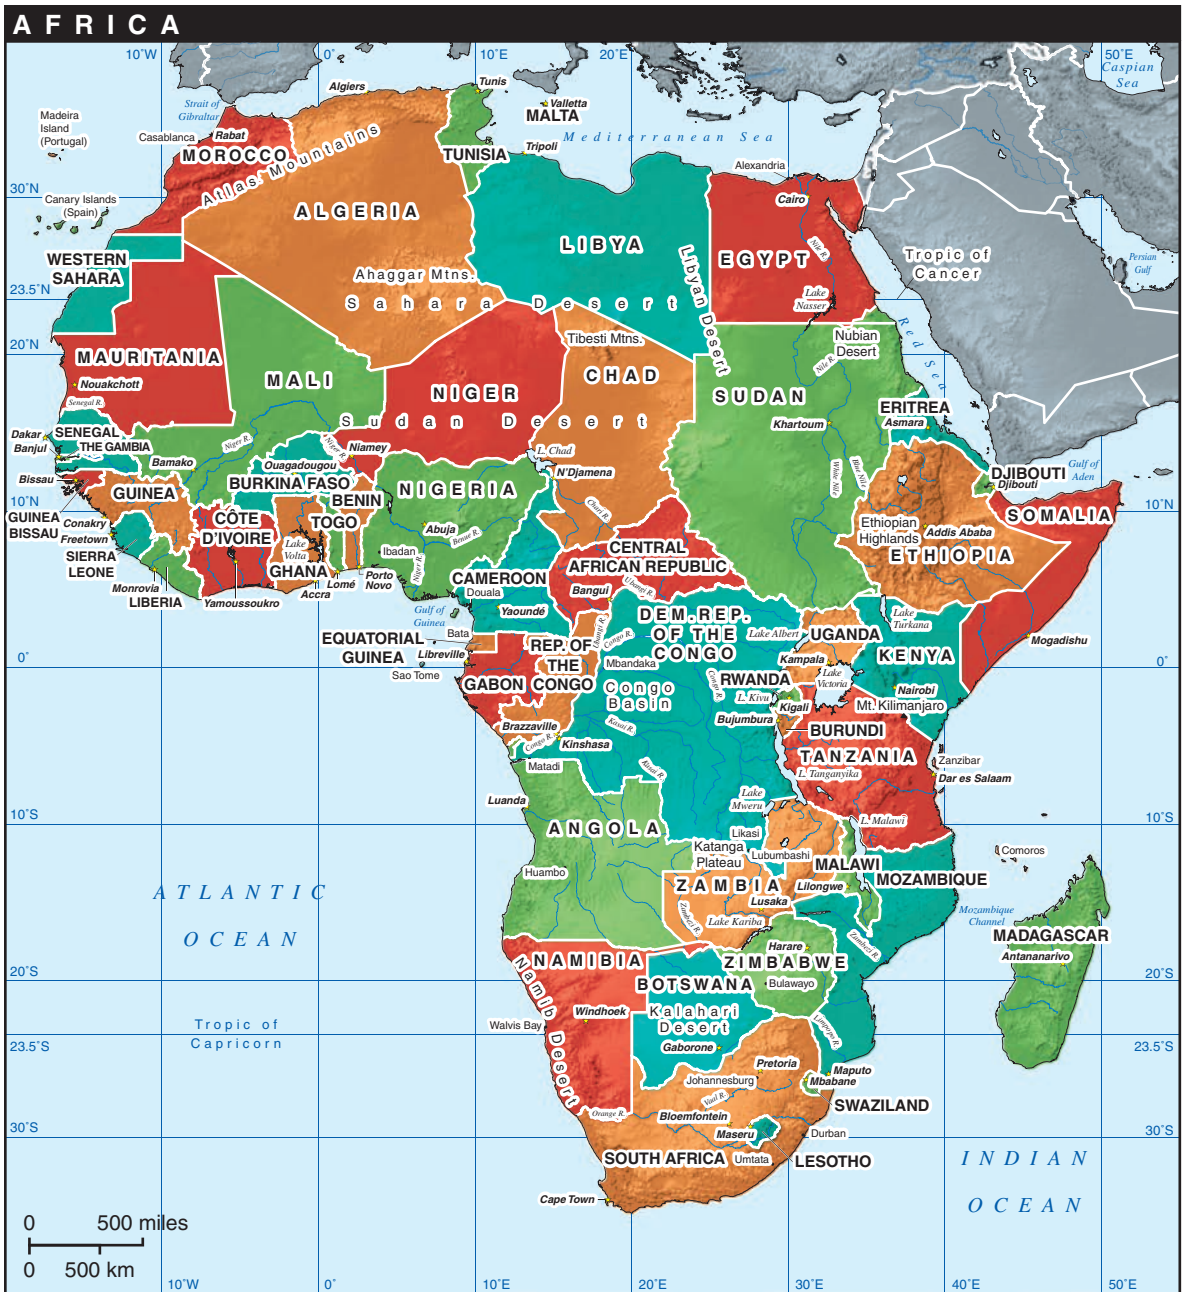 AFRICA
10°W
0°
10°E
20°E
50°E
Caspian
Sea
Algiers
Tunis
Strait of
Gibraltar
Valletta
MALTA
Madeira
Island
(Portugal)
Casablanca
Rabat
Mediterranean Sea
MOROCCO
Atlas Mountains
TUNISIA
Tripoli
Alexandria
30°N
Canary Islands
(Spain)
ALGERIA
Cairo
LIBYA
EGYPT
Nile R.
Tropic of
Cancer
Persian
Gulf
WESTERN
SAHARA
Ahaggar Mtns.
Libyan Desert
23.5°N
Sahara Desert
Lake
Nasser
Red Sea
20°N
MAURITANIA
Tibesti Mtns.
Nubian
Desert
Nile R.
MALI
NIGER
CHAD
SUDAN
Nouakchott
Senegal R.
Sudan Desert
ERITREA
Asmara
Khartoum
Dakar
Banjul
SENEGAL
THE GAMBIA
Niger R.
Niger R.
Niamey
L. Chad
Bamako
Ouagadougou
N'Djamena
White Nile
Blue Nile
DJIBOUTI
Djibouti
Gulf of
Aden
Bissau
BURKINA FASO
GUINEA
BENIN
NIGERIA
10°N
10°N
GUINEA
BISSAU
Conakry
Freetown
CÔTE
D'IVOIRE
TOGO
Abuja
Benue R.
Chari R.
SOMALIA
Ethiopian
Highlands
Addis Ababa
ETHIOPIA
SIERRA
LEONE
Lake
Volta
Ibadan
Niger R.
CENTRAL
AFRICAN REPUBLIC
GHANA
Lomé
Porto
Novo
CAMEROON
Douala
Bangui
Ubangi R.
Monrovia
LIBERIA
Yamoussoukro
Accra
Gulf of
Guinea
Yaoundé
DEM. REP.
OF THE
CONGO
Lake
Turkana
Lake Albert
UGANDA
Mogadishu
EQUATORIAL
GUINEA
Bata
Libreville
Ubangi R.
Congo R.
REP. OF
THE
CONGO
Mbandaka
KENYA
Kampala
Lake
Victoria
0°
0°
Sao Tome
GABON
Congo
Basin
Congo R.
RWANDA
L. Kivu
Kigali
Nairobi
Mt. Kilimanjaro
Bujumbura
Brazzaville
Kasai R.
BURUNDI
Congo R.
Kinshasa
TANZANIA
Zanzibar
Matadi
Kasai R.
L. Tanganyika
Dar es Salaam
Luanda
Lake
Mweru
10°S
ANGOLA
L. Malawi
10°S
Likasi
Katanga
Plateau
Lubumbashi
Comoros
Huambo
MALAWI
ZAMBIA
Lilongwe
MOZAMBIQUE
ATLANTIC
OCEAN
Lusaka
Zambezi R.
Lake Kariba
Mozambique
Channel
MADAGASCAR
Antananarivo
Harare
Zambezi R.
NAMIBIA
ZIMBABWE
20°S
20°S
BOTSWANA
Bulawayo
Namib Desert
Kalahari
Desert
Windhoek
Walvis Bay
Limpopo R.
Tropic of
Capricorn
23.5°S
23.5°S
Gaborone
Pretoria
Maputo
Mbabane
Johannesburg
SWAZILAND
Orange R.
Vaal R.
Bloemfontein
Maseru
Durban
30°S
30°S
SOUTH AFRICA
Umtata
LESOTHO
INDIAN
OCEAN
Cape Town
0 500 miles
0 500 km
10°W
0°
10°E
20°E
30°E
40°E
50°E